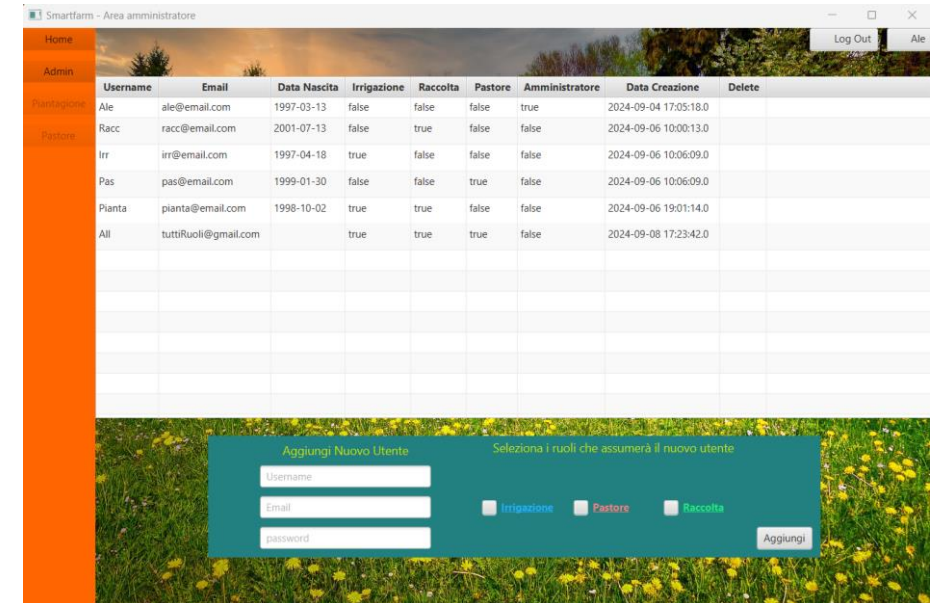 Smartfarm - Area amministratore
Home
Log Out
Ale
Admin
Username Email Data Nascita Irrigazione Raccolta Pastore Amministratore Data Creazione Delete
Piantagione
Ale ale@email.com 1997-03-13 false false false true 2024-09-04 17:05:18.0
Pastore
Racc racc@email.com 2001-07-13 false true false false 2024-09-06 10:00:13.0
Irr irr@email.com 1997-04-18 true false false false 2024-09-06 10:06:09.0
Pas pas@email.com 1999-01-30 false false true false 2024-09-06 10:06:09.0
Pianta pianta@email.com 1998-10-02 true true false false 2024-09-06 19:01:14.0
All tuttiRuoli@gmail.com true true true false 2024-09-08 17:23:42.0
Aggiungi Nuovo Utente
Seleziona i ruoli che assumerà il nuovo utente
Username
Email
Irrigazione Pastore Raccolta
password
Aggiungi